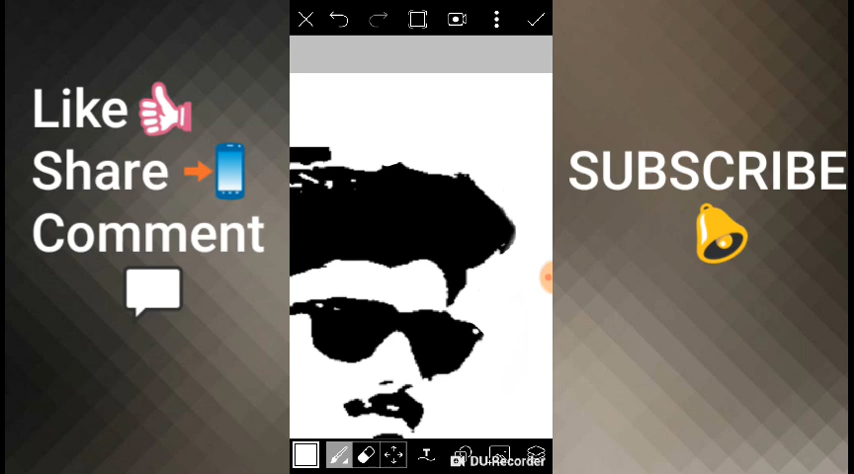 Like
Share
Comment
SUBSCRIBE
T
DU Recorder